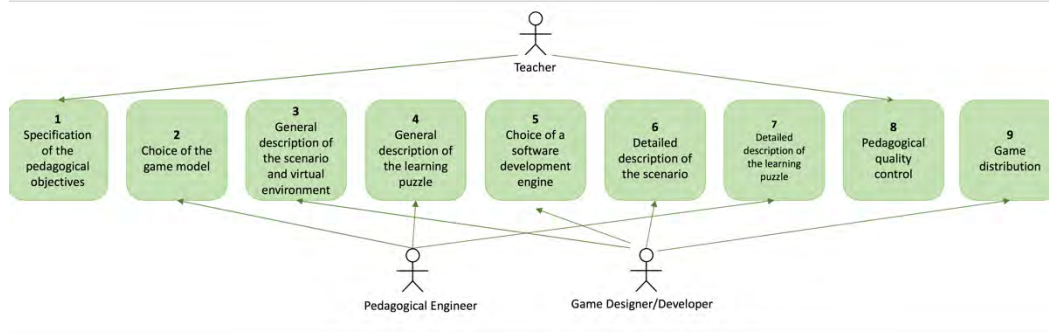 Teacher
1
Specification
of the
pedagogical
objectives
2
Choice of the
game model
3
General
description of
the scenario
and virtual
environment
4
General
description of
the learning
puzzle
5
Choice of a
software
development
engine
6
Detailed
description of
the scenario
7
Detailed
description of
the learning
puzzle
8
Pedagogical
quality
control
9
Game
distribution
Pedagogical Engineer
Game Designer/Developer